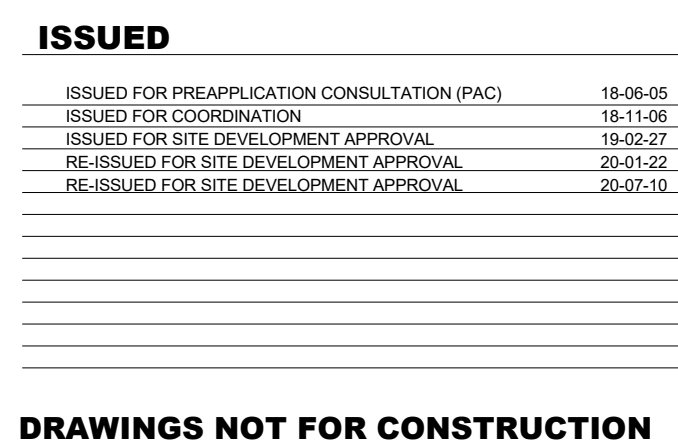 ISSUED
ISSUED FOR PREAPPLICATION CONSULTATION (PAC) 18-06-05
ISSUED FOR COORDINATION 18-11-06
ISSUED FOR SITE DEVELOPMENT APPROVAL 19-02-27
RE-ISSUED FOR SITE DEVELOPMENT APPROVAL 20-01-22
RE-ISSUED FOR SITE DEVELOPMENT APPROVAL 20-07-10
DRAWINGS NOT FOR CONSTRUCTION